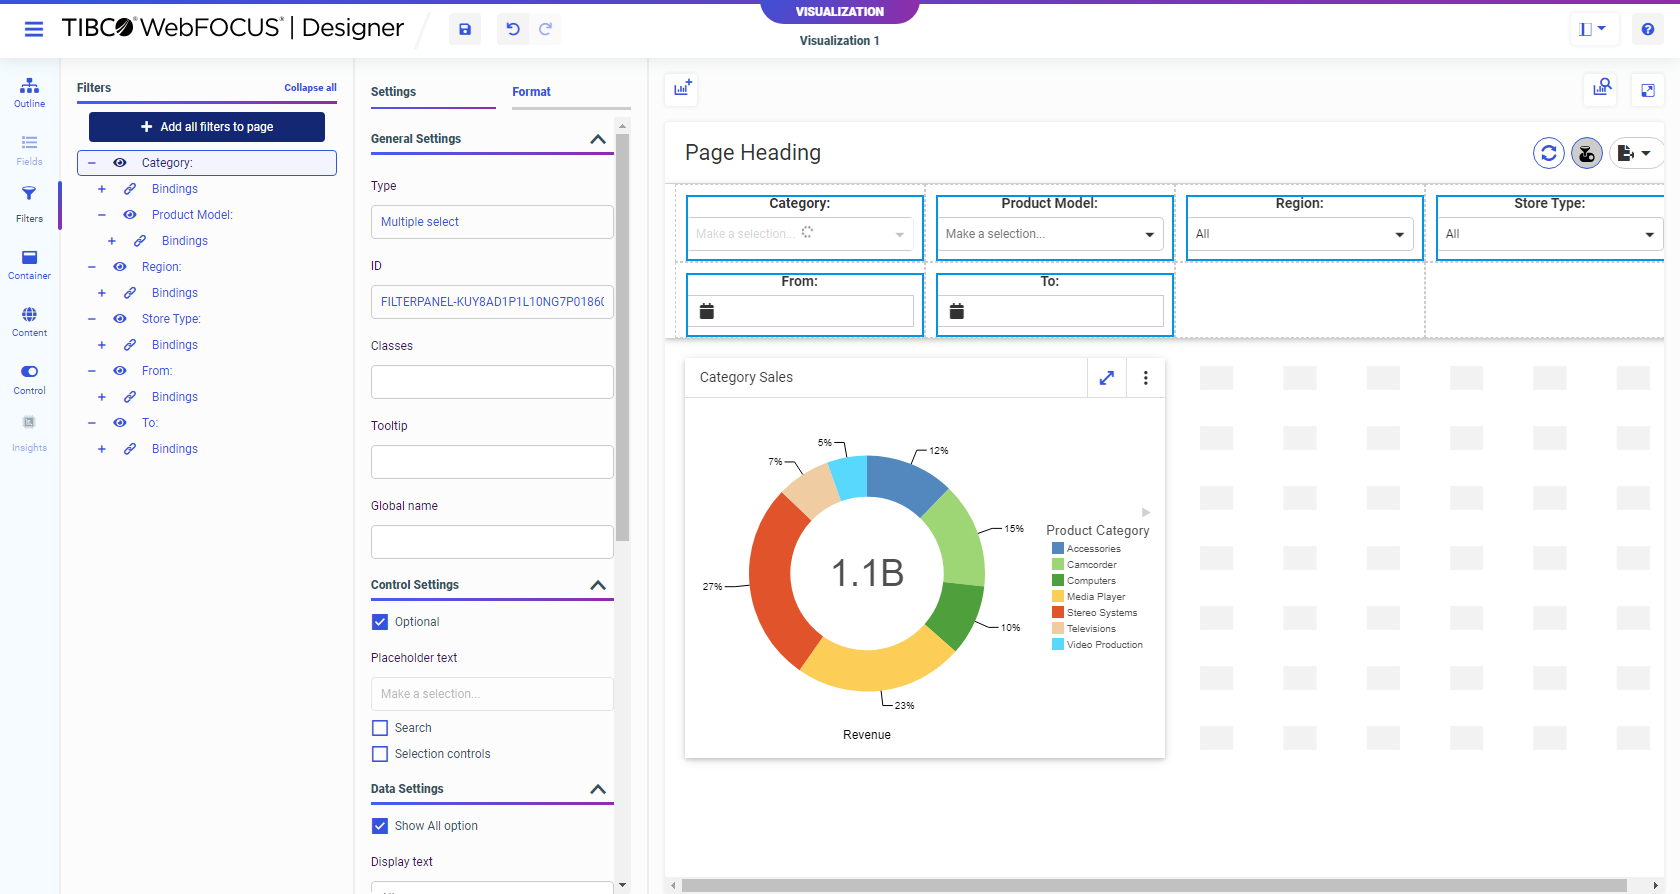 VISUALIZATION
TIBCO® WebFOCUS® | Designer
Visualization 1
Outline
Fields
Filters
Container
Content
Control
Insights
Filters
Collapse all
Add all filters to page
Category:
Bindings
Product Model:
Bindings
Region:
Bindings
Store Type:
Bindings
From:
Bindings
To:
Bindings
Settings
Format
General Settings
Type
Multiple select
ID
FILTERPANEL-KUY8AD1P1L10NG7P0186
Classes
Tooltip
Global name
Control Settings
Optional
Placeholder text
Make a selection...
Search
Selection controls
Data Settings
Show All option
Display text
Page Heading
Category:
Product Model:
Region:
Store Type:
Make a selection...
Make a selection...
All
All
From:
To:
Category Sales
5%
12%
7%
15%
27%
10%
23%
1.1B
Revenue
Product Category
Accessories
Camcorder
Computers
Media Player
Stereo Systems
Televisions
Video Production